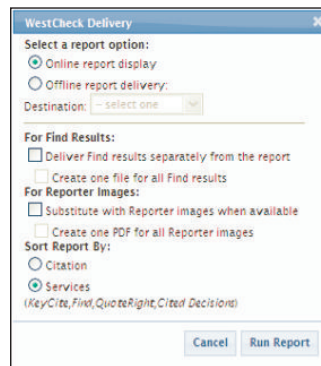 WestCheck Delivery
Select a report option:
Online report display
Offline report delivery:
Destination: - select one
For Find Results:
Deliver Find results separately from the report
Create one file for all Find results
For Reporter Images:
Substitute with Reporter images when available
Create one PDF for all Reporter images
Sort Report By:
Citation
Services
(KeyCite,Find,QuoteRight,Cited Decisions)
Cancel Run Report